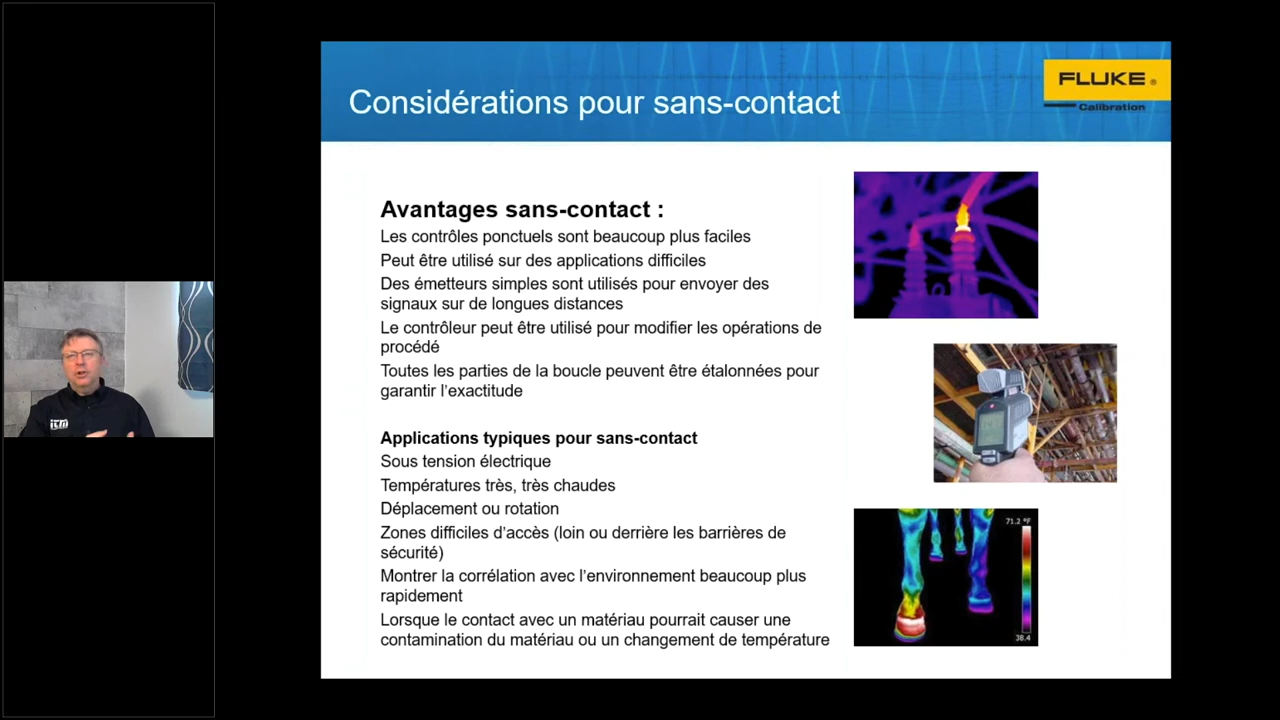 Considérations pour sans-contact
FLUKE®
Calibration
Avantages sans-contact :
Les contrôles ponctuels sont beaucoup plus faciles
Peut être utilisé sur des applications difficiles
Des émetteurs simples sont utilisés pour envoyer des
signaux sur de longues distances
Le contrôleur peut être utilisé pour modifier les opérations de
procédé
Toutes les parties de la boucle peuvent être étalonnées pour
garantir l’exactitude
Applications typiques pour sans-contact
Sous tension électrique
Températures très, très chaudes
Déplacement ou rotation
Zones difficiles d’accès (loin ou derrière les barrières de
sécurité)
Montrer la corrélation avec l’environnement beaucoup plus
rapidement
Lorsque le contact avec un matériau pourrait causer une
contamination du matériau ou un changement de température
71.2 °F
38.4
itm